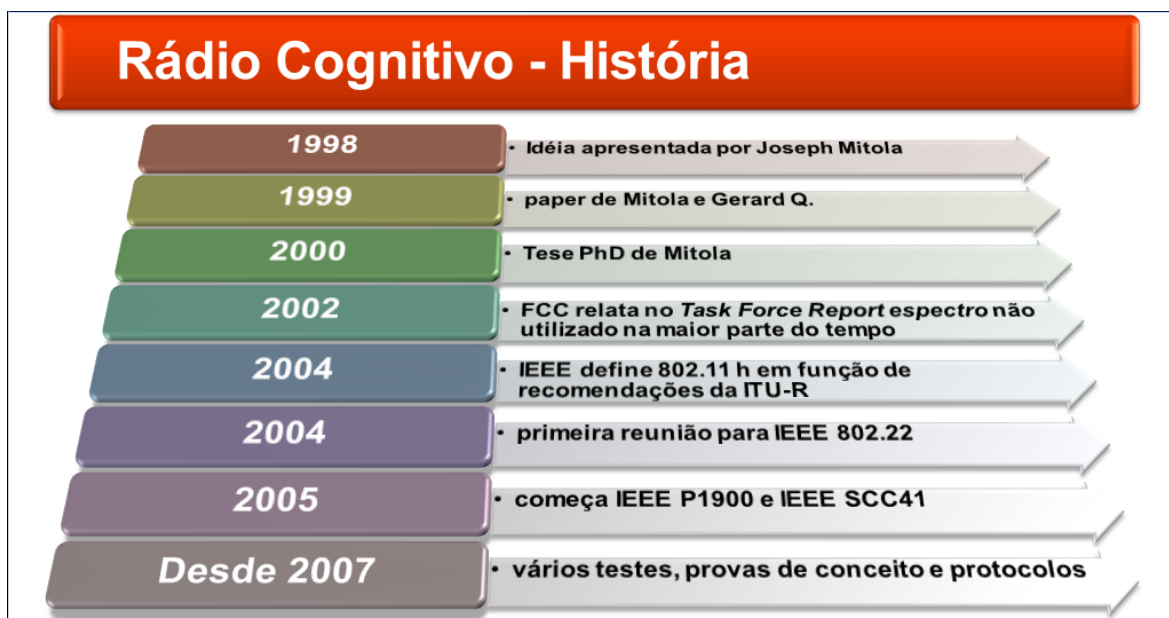 Rádio Cognitivo - História
1998
• Idéia apresentada por Joseph Mitola
1999
• paper de Mitola e Gerard Q.
2000
• Tese PhD de Mitola
2002
• FCC relata no Task Force Report espectro não
utilizado na maior parte do tempo
2004
• IEEE define 802.11 h em função de
recomendações da ITU-R
2004
• primeira reunião para IEEE 802.22
2005
• começa IEEE P1900 e IEEE SCC41
Desde 2007
• vários testes, provas de conceito e protocolos